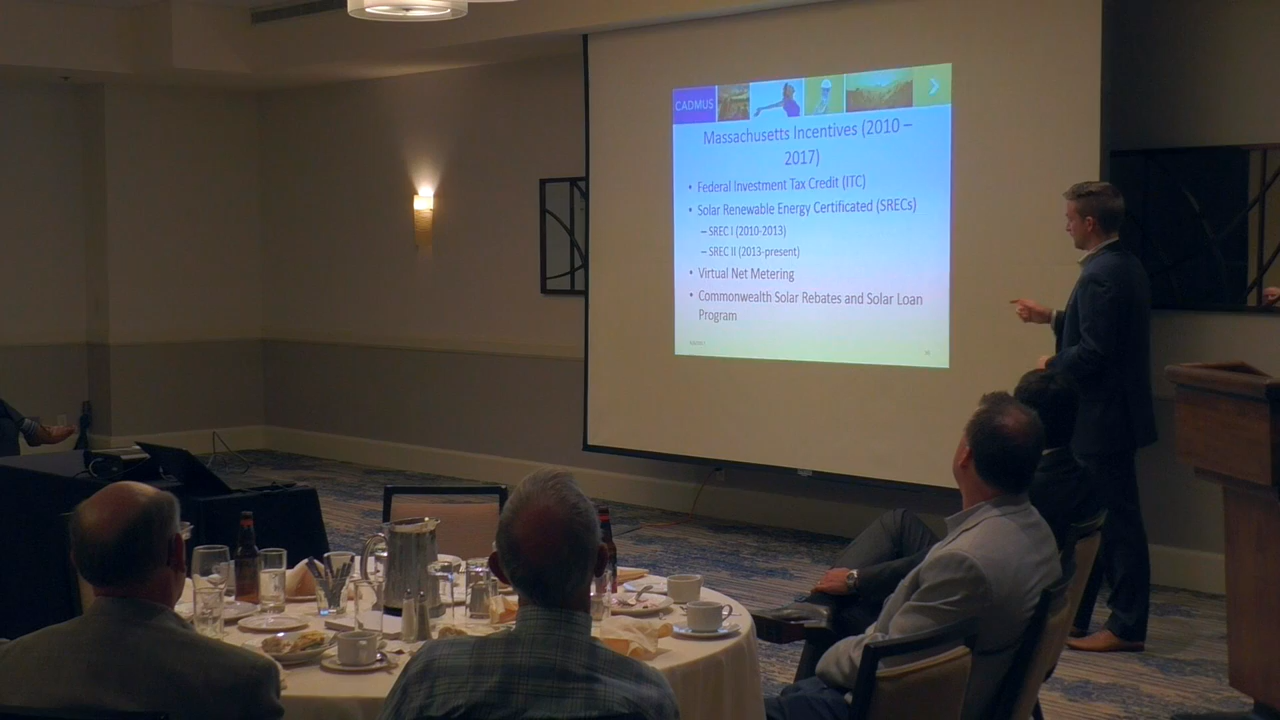 CADMUS
Massachusetts Incentives (2010 –
2017)
• Federal Investment Tax Credit (ITC)
• Solar Renewable Energy Certificated (SRECs)
– SREC I (2010-2013)
– SREC II (2013-present)
• Virtual Net Metering
• Commonwealth Solar Rebates and Solar Loan
Program